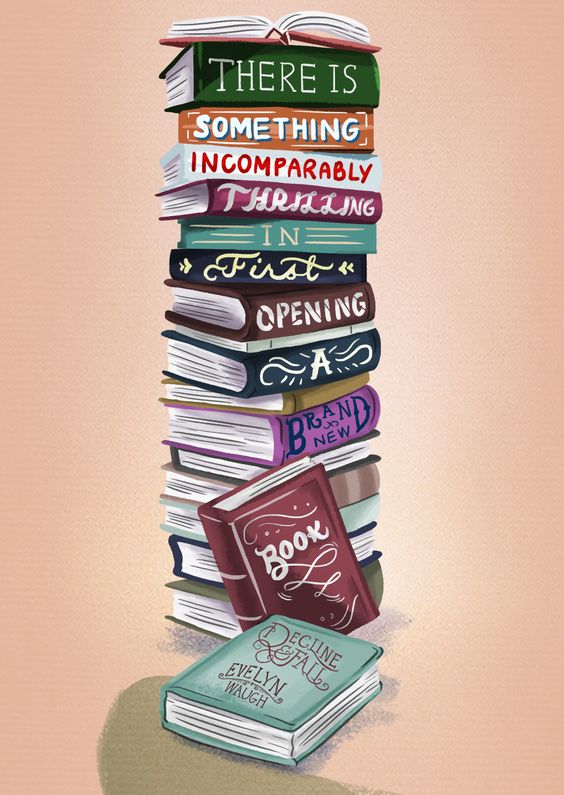 THERE IS
SOMETHING
INCOMPARABLY
THRILLING
IN
First
OPENING
A
BRAND
NEW
BOOK
DECLINE
& FALL
EVELYN
WAUGH